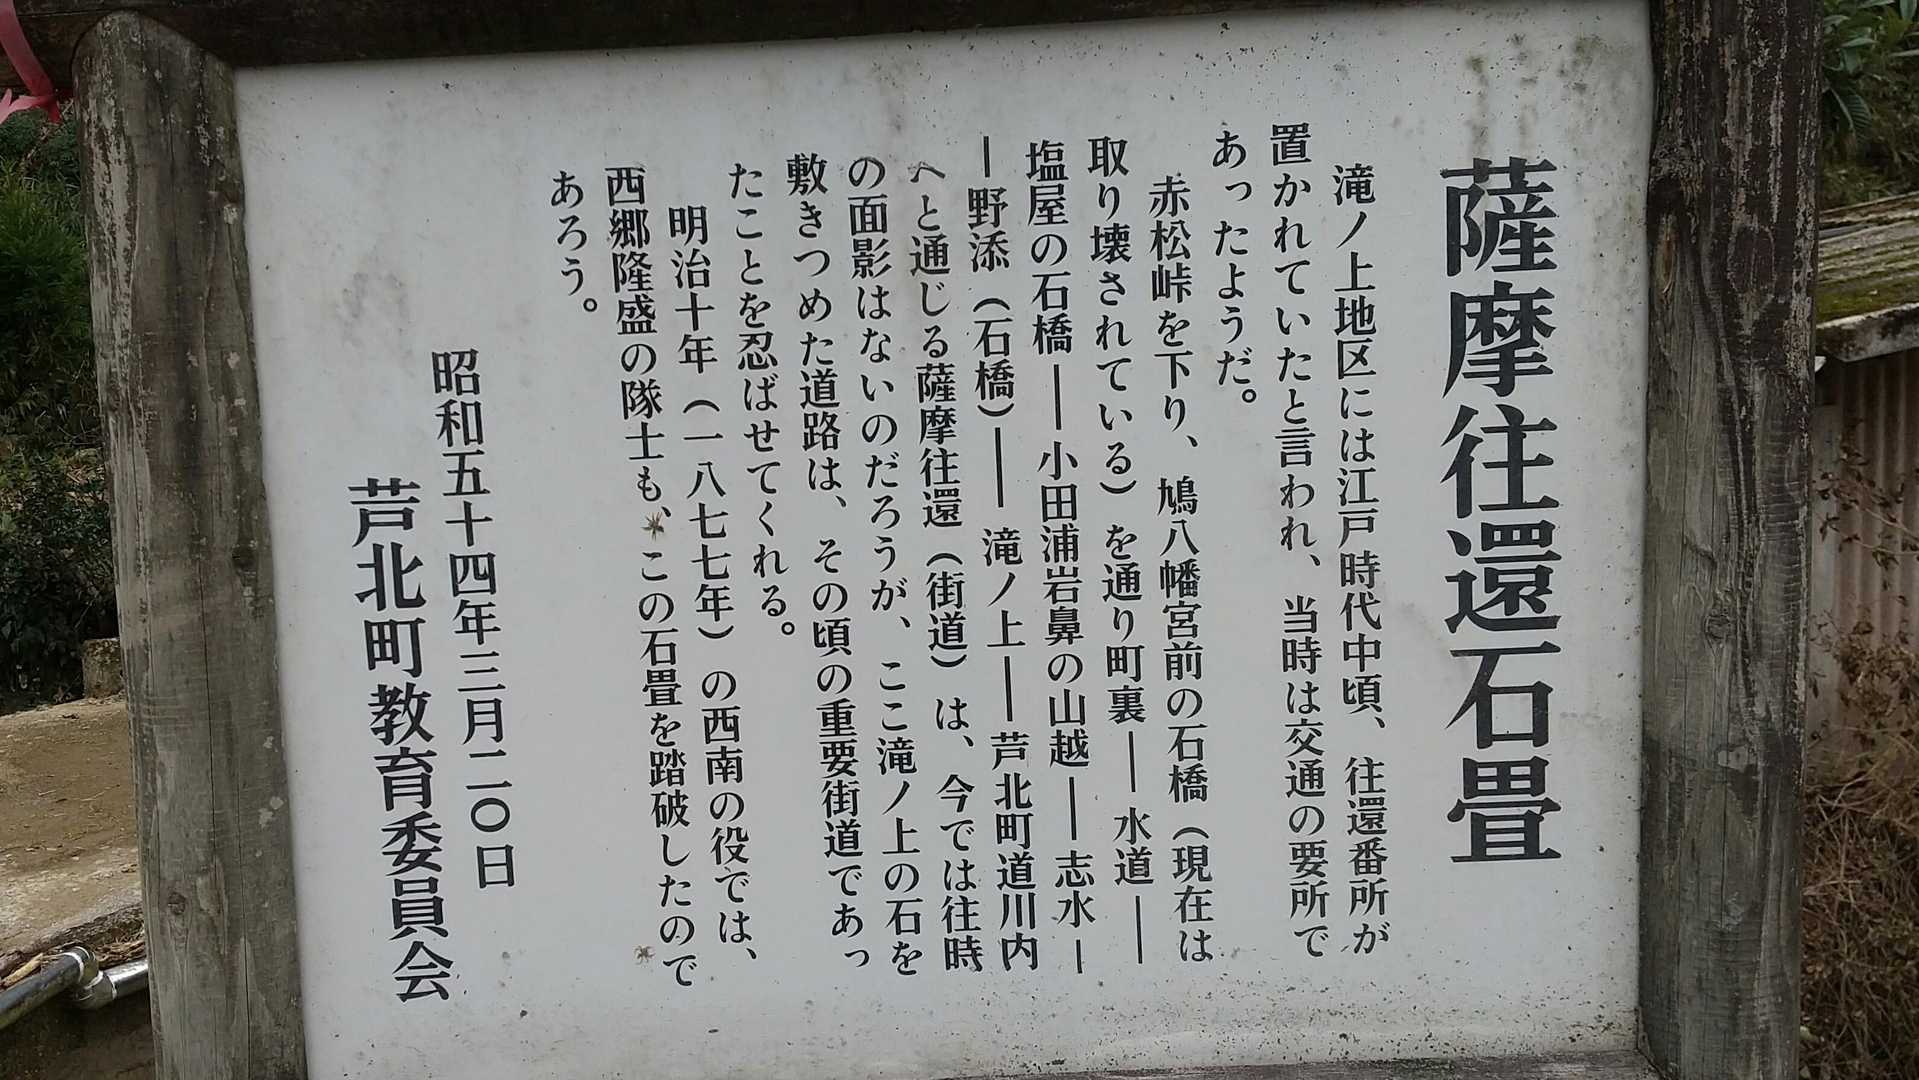 薩摩往還石畳
滝ノ上地区には江戸時代中頃、往還番所が
置かれていたと言われ、当時は交通の要所で
あったようだ。
赤松峠を下り、鳩八幡宮前の石橋（現在は
取り壊されている）を通り町裏―水道―
塩屋の石橋―小田浦岩鼻の山越―志水―
―野添（石橋）―滝ノ上―芦北町道川内
へと通じる薩摩往還（街道）は、今では往時
の面影はないのだろうが、ここ滝ノ上の石を
敷きつめた道路は、その頃の重要街道であっ
たことを忍ばせてくれる。
明治十年（一八七七年）の西南の役では、
西郷隆盛の隊士も、この石畳を踏破したので
あろう。
昭和五十四年三月二〇日
芦北町教育委員会